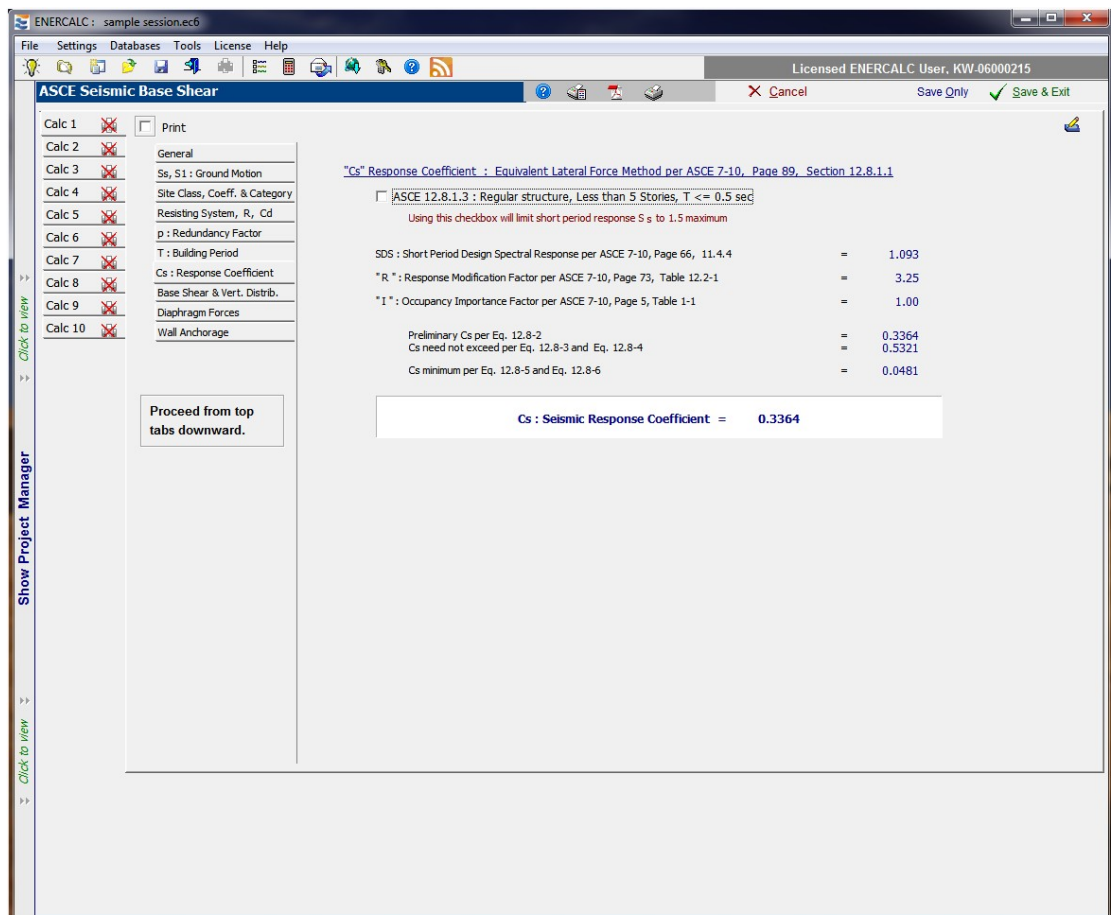 ENERCALC : sample session.ec6
File Settings Databases Tools License Help
Licensed ENERCALC User, KW-06000215
ASCE Seismic Base Shear
Cancel
Save Only
Save & Exit
Calc 1
Calc 2
Calc 3
Calc 4
Calc 5
Calc 6
Calc 7
Calc 8
Calc 9
Calc 10
Print
General
Ss, S1 : Ground Motion
Site Class, Coeff. & Category
Resisting System, R, Cd
p : Redundancy Factor
T : Building Period
Cs : Response Coefficient
Base Shear & Vert. Distrib.
Diaphragm Forces
Wall Anchorage
Proceed from top
tabs downward.
"Cs" Response Coefficient : Equivalent Lateral Force Method per ASCE 7-10, Page 89, Section 12.8.1.1
ASCE 12.8.1.3 : Regular structure, Less than 5 Stories, T <= 0.5 sec
Using this checkbox will limit short period response S s to 1.5 maximum
SDS : Short Period Design Spectral Response per ASCE 7-10, Page 66, 11.4.4 = 1.093
" R " : Response Modification Factor per ASCE 7-10, Page 73, Table 12.2-1 = 3.25
" I " : Occupancy Importance Factor per ASCE 7-10, Page 5, Table 1-1 = 1.00
Preliminary Cs per Eq. 12.8-2 = 0.3364
Cs need not exceed per Eq. 12.8-3 and Eq. 12.8-4 = 0.5321
Cs minimum per Eq. 12.8-5 and Eq. 12.8-6 = 0.0481
Cs : Seismic Response Coefficient = 0.3364
Click to view
Show Project Manager
Click to view